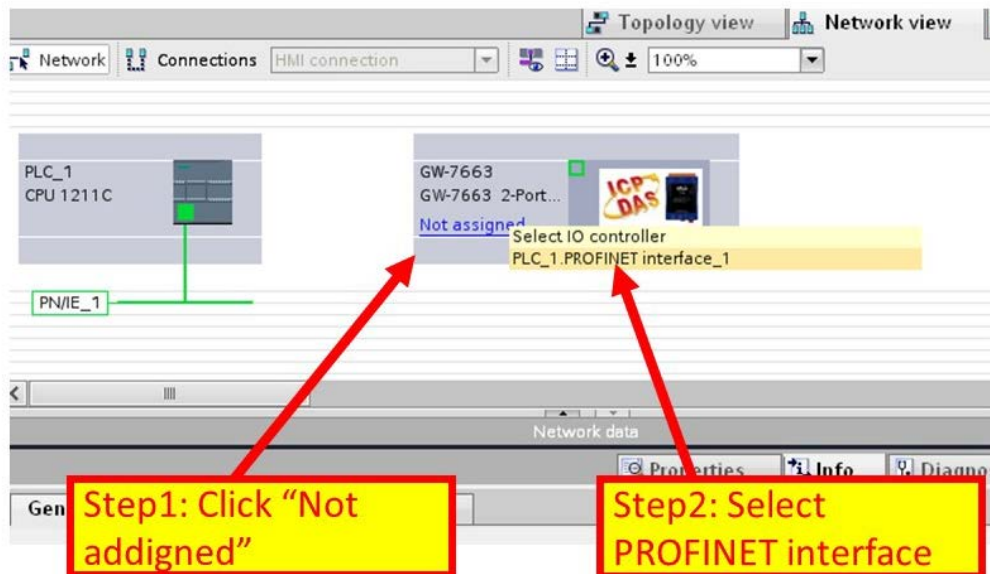 Topology view
Network view
Network
Connections
HMI connection
100%
PLC_1
CPU 1211C
GW-7663
GW-7663 2-Port...
Not assigned
ICP
DAS
Select IO controller
PLC_1.PROFINET interface_1
PN/IE_1
Network data
Properties
Info
Diagno
Gen
Step1: Click “Not
addigned”
Step2: Select
PROFINET interface